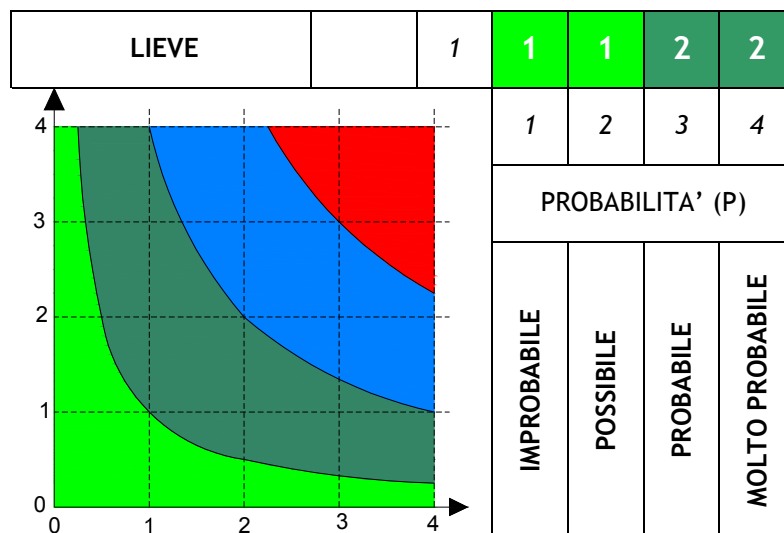 LIEVE 1 1 1 2 2
1 2 3 4
PROBABILITA’ (P)
IMPROBABILE
POSSIBILE
PROBABILE
MOLTO PROBABILE
4
3
2
1
0
0 1 2 3 4